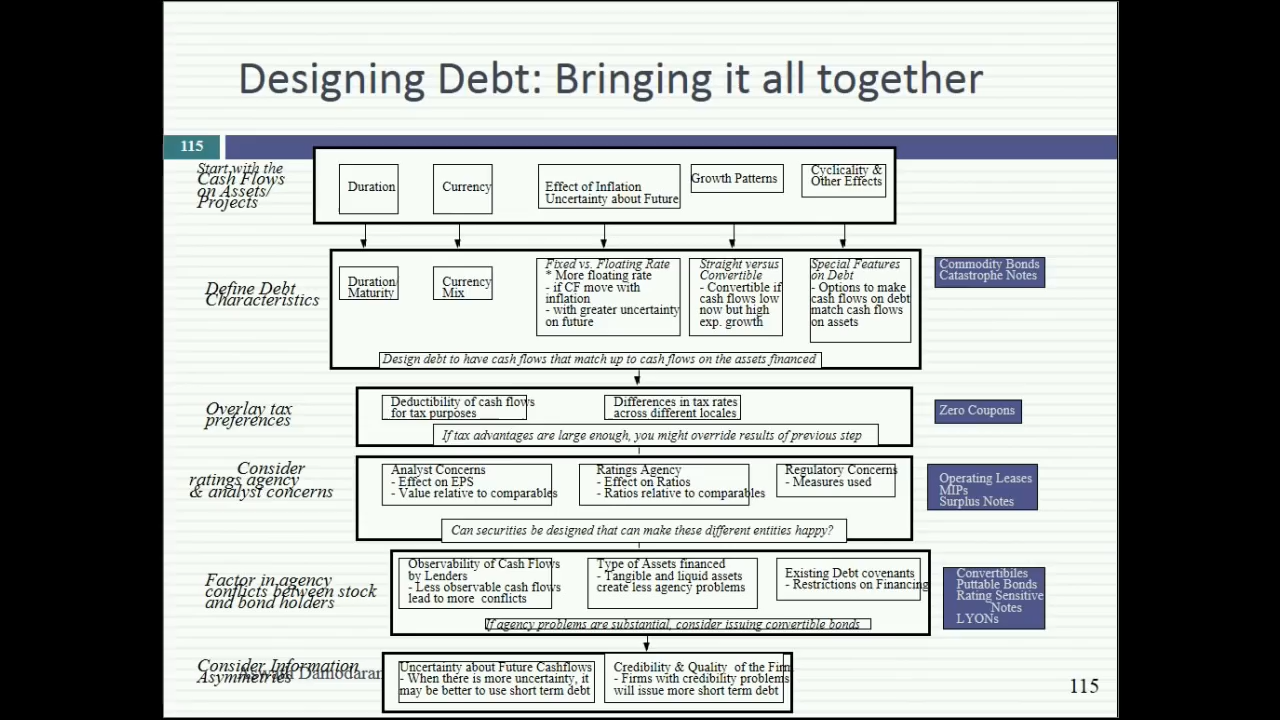 Designing Debt: Bringing it all together
115
Start with the
Cash Flows
on Assets/
Projects
Duration
Currency
Effect of Inflation
Uncertainty about Future
Growth Patterns
Cyclicality &
Other Effects
Define Debt
Characteristics
Duration/
Maturity
Currency
Mix
Fixed vs. Floating Rate
* More floating rate
- if CF move with
inflation
- with greater uncertainty
on future
Straight versus
Convertible
- Convertible if
cash flows low
now but high
exp. growth
Special Features
on Debt
- Options to make
cash flows on debt
match cash flows
on assets
Commodity Bonds
Catastrophe Notes
Design debt to have cash flows that match up to cash flows on the assets financed
Overlay tax
preferences
Deductibility of cash flows
for tax purposes
Differences in tax rates
across different locales
Zero Coupons
If tax advantages are large enough, you might override results of previous step
Consider
ratings agency
& analyst concerns
Analyst Concerns
- Effect on EPS
- Value relative to comparables
Ratings Agency
- Effect on Ratios
- Ratios relative to comparables
Regulatory Concerns
- Measures used
Operating Leases
MIPs
Surplus Notes
Can securities be designed that can make these different entities happy?
Factor in agency
conflicts between stock
and bond holders
Observability of Cash Flows
by Lenders
- Less observable cash flows
lead to more conflicts
Type of Assets financed
- Tangible and liquid assets
create less agency problems
Existing Debt covenants
- Restrictions on Financing
Convertibiles
Puttable Bonds
Rating Sensitive
Notes
LYONs
If agency problems are substantial, consider issuing convertible bonds
Consider Information
Asymmetries
Aswath Damodaran
Uncertainty about Future Cashflows
- When there is more uncertainty, it
may be better to use short term debt
Credibility & Quality of the Firm
- Firms with credibility problems
will issue more short term debt
115